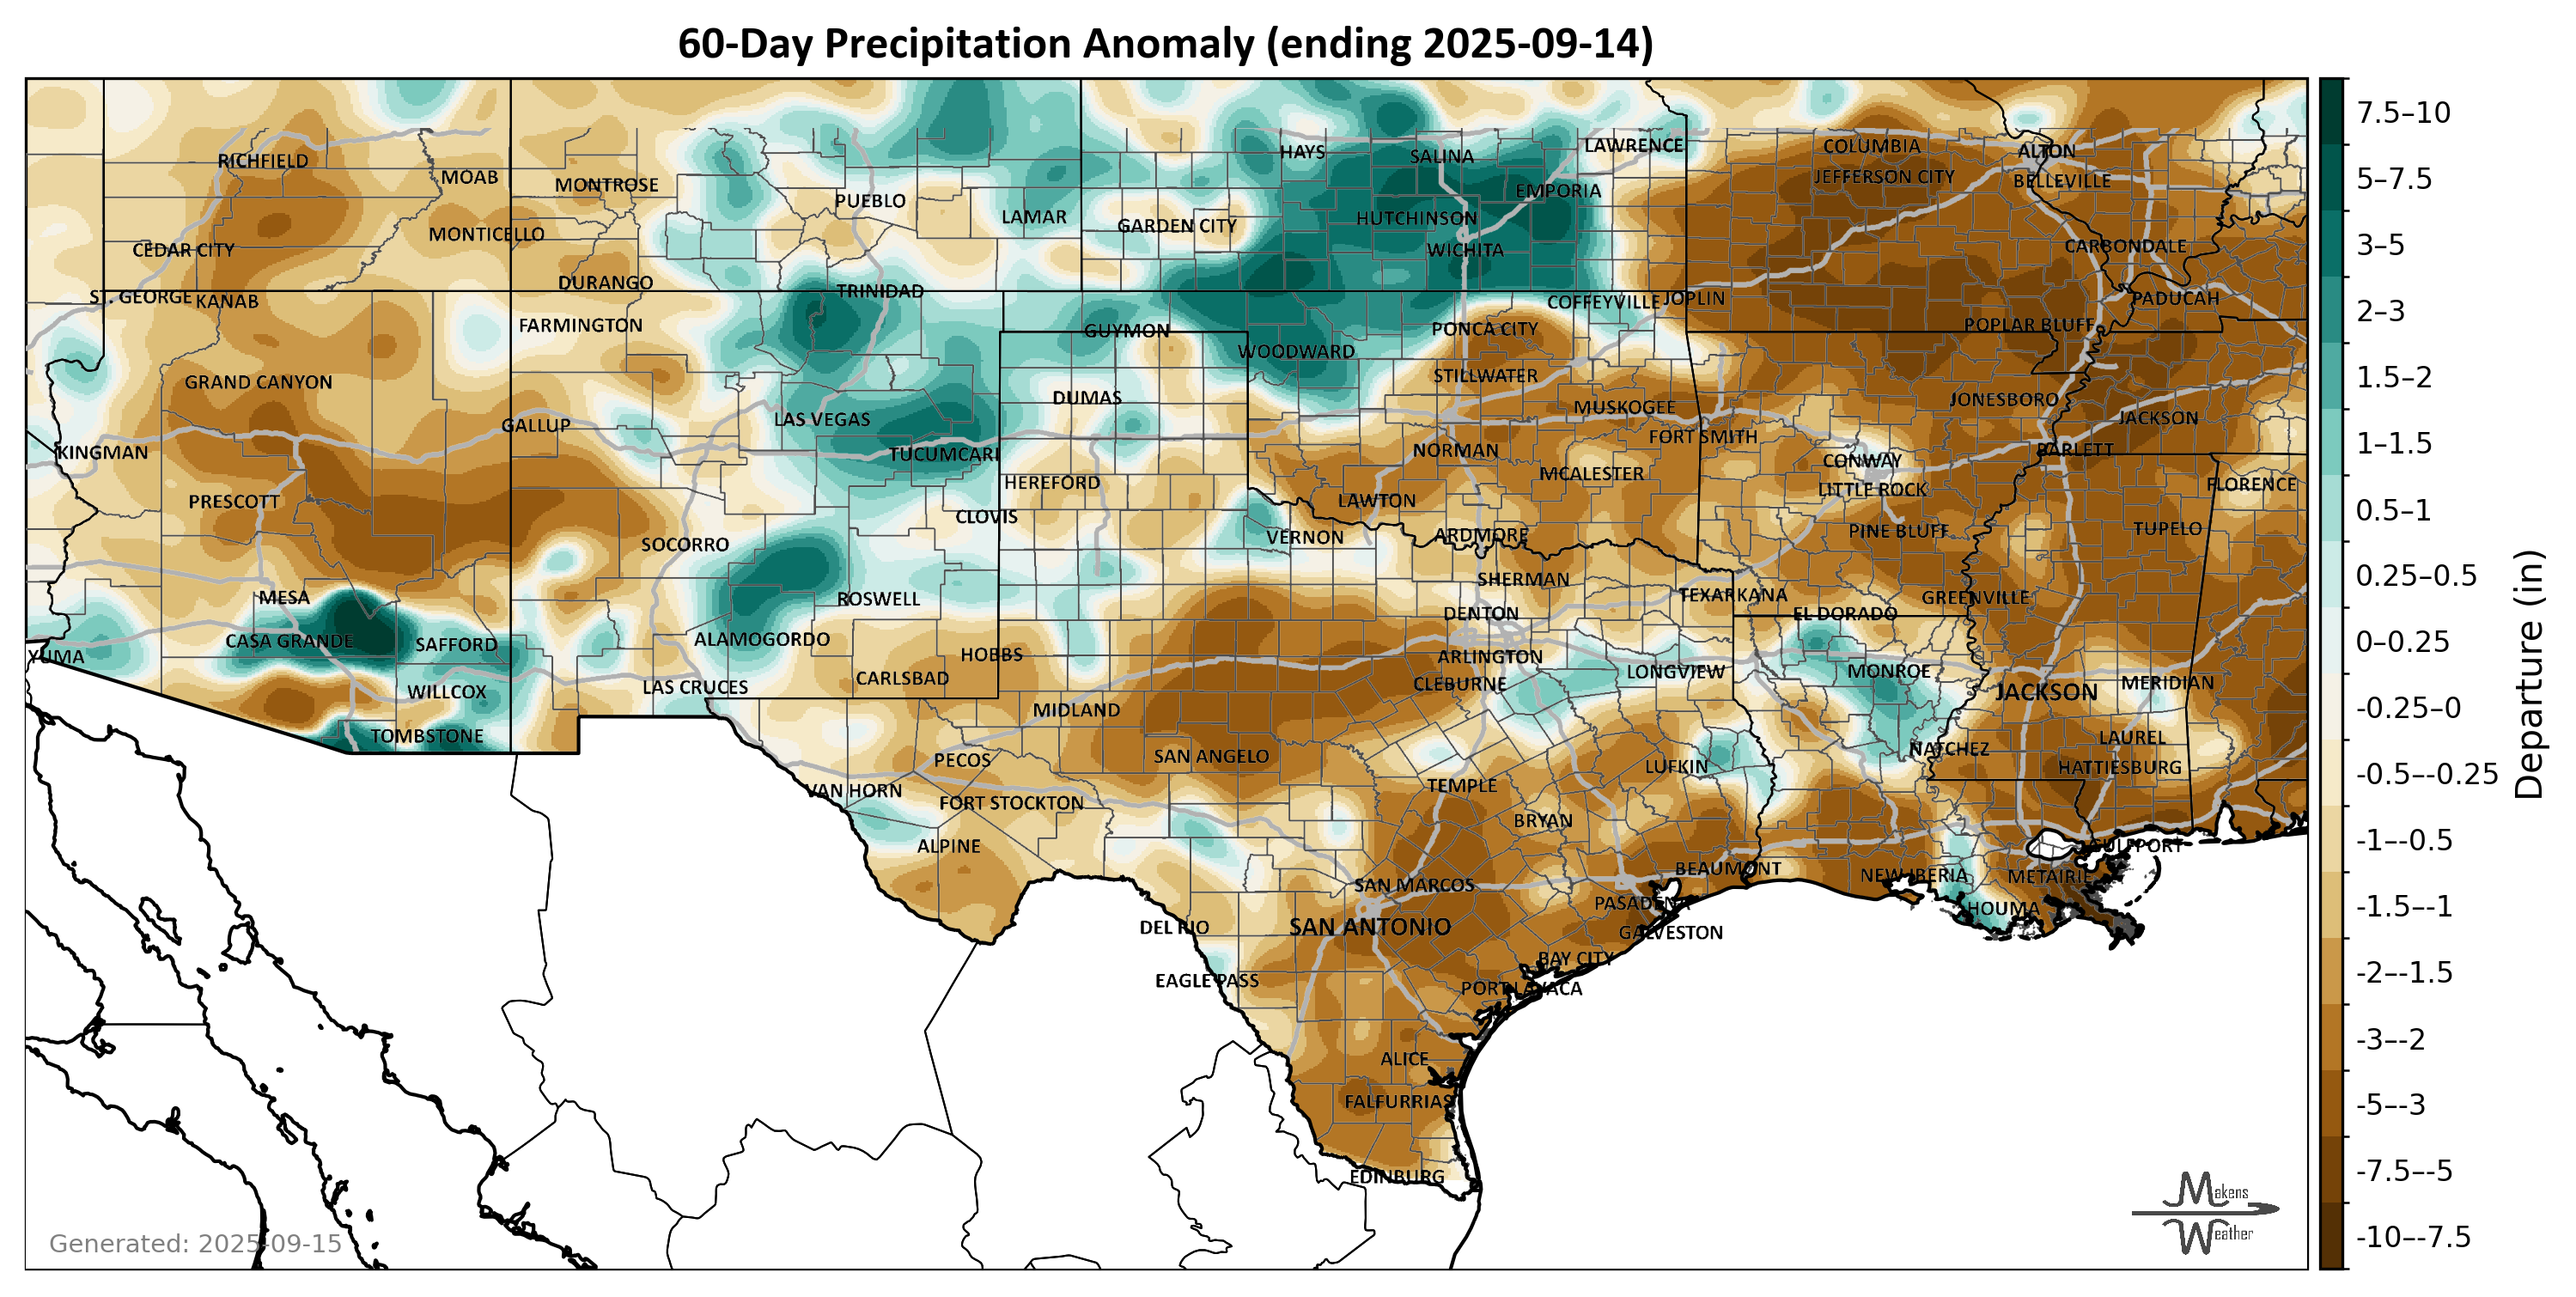 60-Day Precipitation Anomaly (ending 2025-09-14)
RICHFIELD
MOAB
MONTICELLO
CEDAR CITY
ST. GEORGE
KANAB
MONTROSE
DURANGO
PUEBLO
LAMAR
TRINIDAD
HAYS
SALINA
LAWRENCE
EMPORIA
GARDEN CITY
HUTCHINSON
WICHITA
COFFEYVILLE
JOPLIN
COLUMBIA
JEFFERSON CITY
ALTON
BELLEVILLE
CARBONDALE
PADUCAH
POPLAR BLUFF
FARMINGTON
GUYMON
WOODWARD
PONCA CITY
STILLWATER
GRAND CANYON
GALLUP
LAS VEGAS
TUCUMCARI
DUMAS
MUSKOGEE
FORT SMITH
JONESBORO
JACKSON
BARLETT
KINGMAN
PRESCOTT
HEREFORD
CLOVIS
NORMAN
MCALESTER
LAWTON
CONWAY
LITTLE ROCK
PINE BLUFF
FLORENCE
TUPELO
SOCORRO
VERNON
ARDMORE
SHERMAN
MESA
CASA GRANDE
SAFFORD
YUMA
WILLCOX
TOMBSTONE
ROSWELL
ALAMOGORDO
HOBBS
CARLSBAD
LAS CRUCES
DENTON
ARLINGTON
CLEBURNE
TEXARKANA
EL DORADO
GREENVILLE
LONGVIEW
MONROE
JACKSON
MERIDIAN
MIDLAND
SAN ANGELO
PECOS
VAN HORN
FORT STOCKTON
ALPINE
TEMPLE
LUFKIN
BRYAN
NATCHEZ
LAUREL
HATTIESBURG
GULFPORT
BEAUMONT
NEW IBERIA
METAIRIE
HOUMA
SAN MARCOS
SAN ANTONIO
PASADENA
GALVESTON
DEL RIO
EAGLE PASS
BAY CITY
PORT LAVACA
ALICE
FALFURRIAS
EDINBURG
7.5–10
5–7.5
3–5
2–3
1.5–2
1–1.5
0.5–1
0.25–0.5
0–0.25
-0.25–0
-0.5–-0.25
-1–-0.5
-1.5–-1
-2–-1.5
-3–-2
-5–-3
-7.5–-5
-10–-7.5
Departure (in)
Generated: 2025-09-15
Makens
Weather